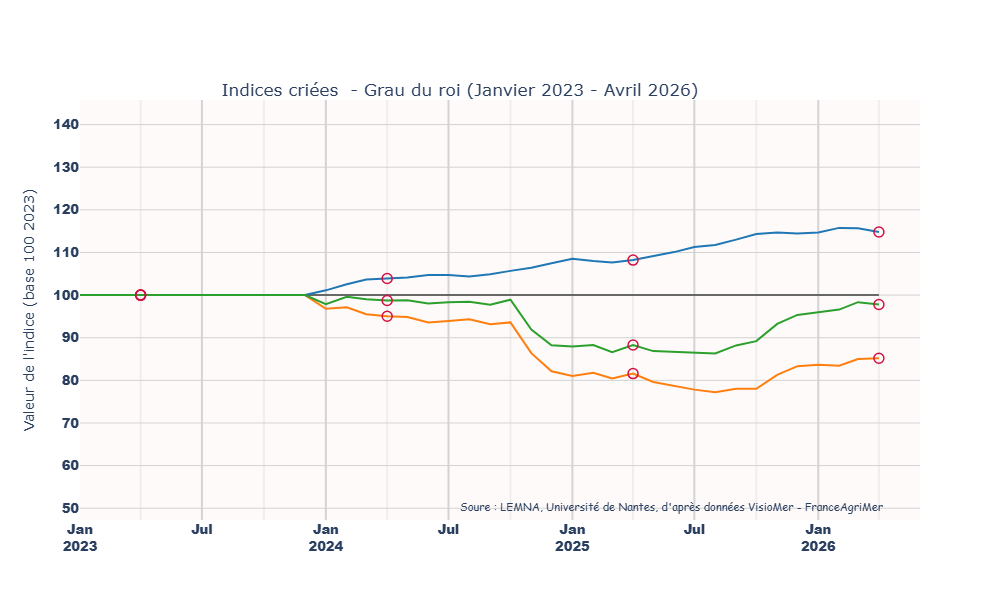 Indices criées  - Grau du roi (Janvier 2023 - Avril 2026)
Valeur de l'indice (base 100 2023)
140
130
120
110
100
90
80
70
60
50
Soure : LEMNA, Université de Nantes, d'après données VisioMer - FranceAgriMer
Jan Jul Jan Jul Jan Jul Jan
2023 2024 2025 2026